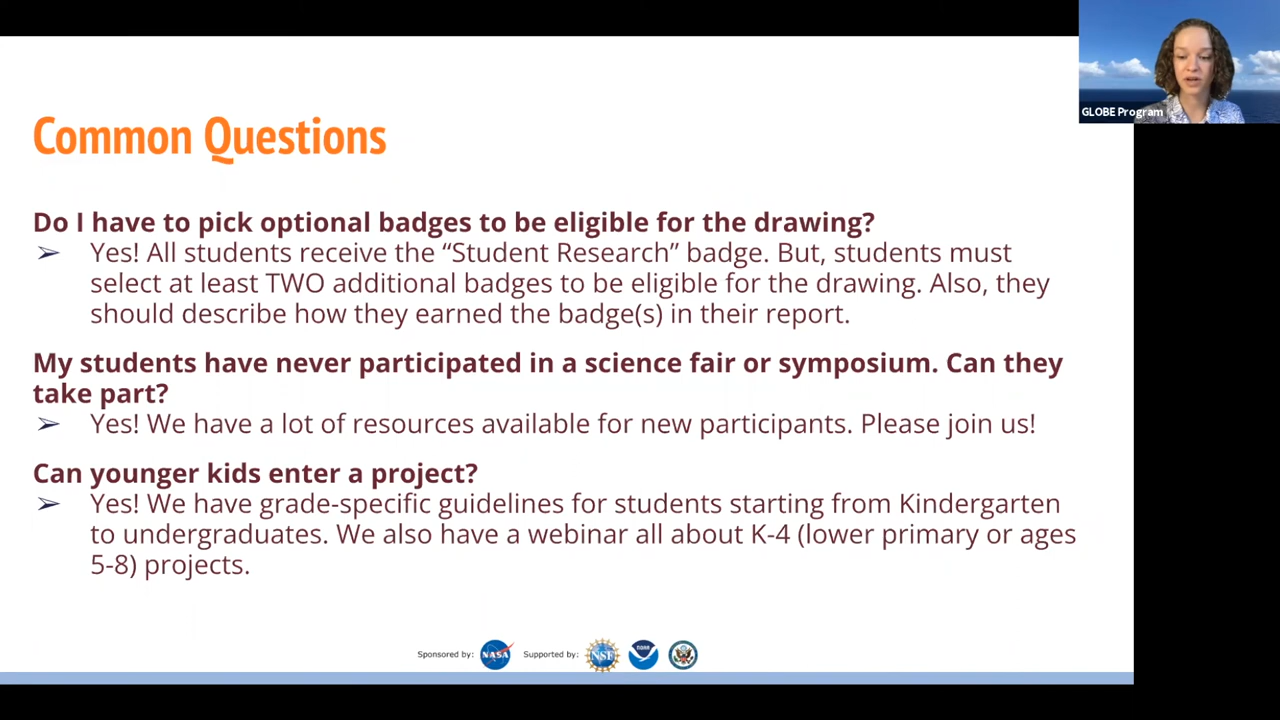 GLOBE Program
Common Questions
Do I have to pick optional badges to be eligible for the drawing?
➢ Yes! All students receive the “Student Research” badge. But, students must
select at least TWO additional badges to be eligible for the drawing. Also, they
should describe how they earned the badge(s) in their report.
My students have never participated in a science fair or symposium. Can they
take part?
➢ Yes! We have a lot of resources available for new participants. Please join us!
Can younger kids enter a project?
➢ Yes! We have grade-specific guidelines for students starting from Kindergarten
to undergraduates. We also have a webinar all about K-4 (lower primary or ages
5-8) projects.
Sponsored by: NASA Supported by: NSF NOAA